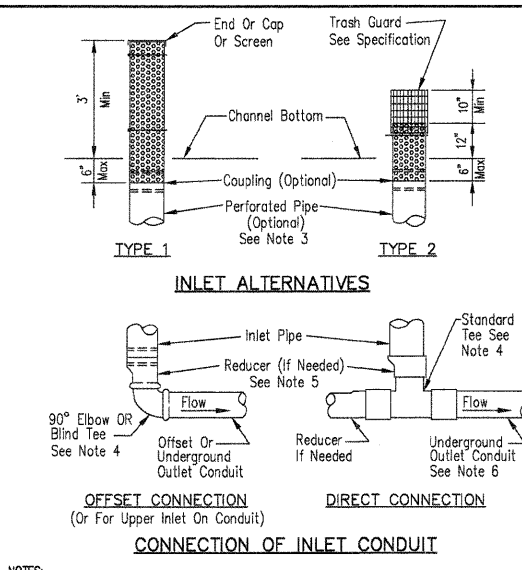 End Or Cap
Or Screen
Trash Guard
See Specification
3'
Min
10"
Min
12"
Channel Bottom
6"
Max
6"
Max
Coupling (Optional)
Perforated Pipe
(Optional)
See Note 3
TYPE 1
TYPE 2
INLET ALTERNATIVES
Inlet Pipe
Standard
Tee See
Note 4
Reducer (If Needed)
See Note 5
Flow
Flow
90° Elbow OR
Blind Tee
See Note 4
Offset Or
Underground
Outlet Conduit
Reducer
If Needed
Underground
Outlet Conduit
See Note 6
OFFSET CONNECTION
(Or For Upper Inlet On Conduit)
DIRECT CONNECTION
CONNECTION OF INLET CONDUIT
NOTES: